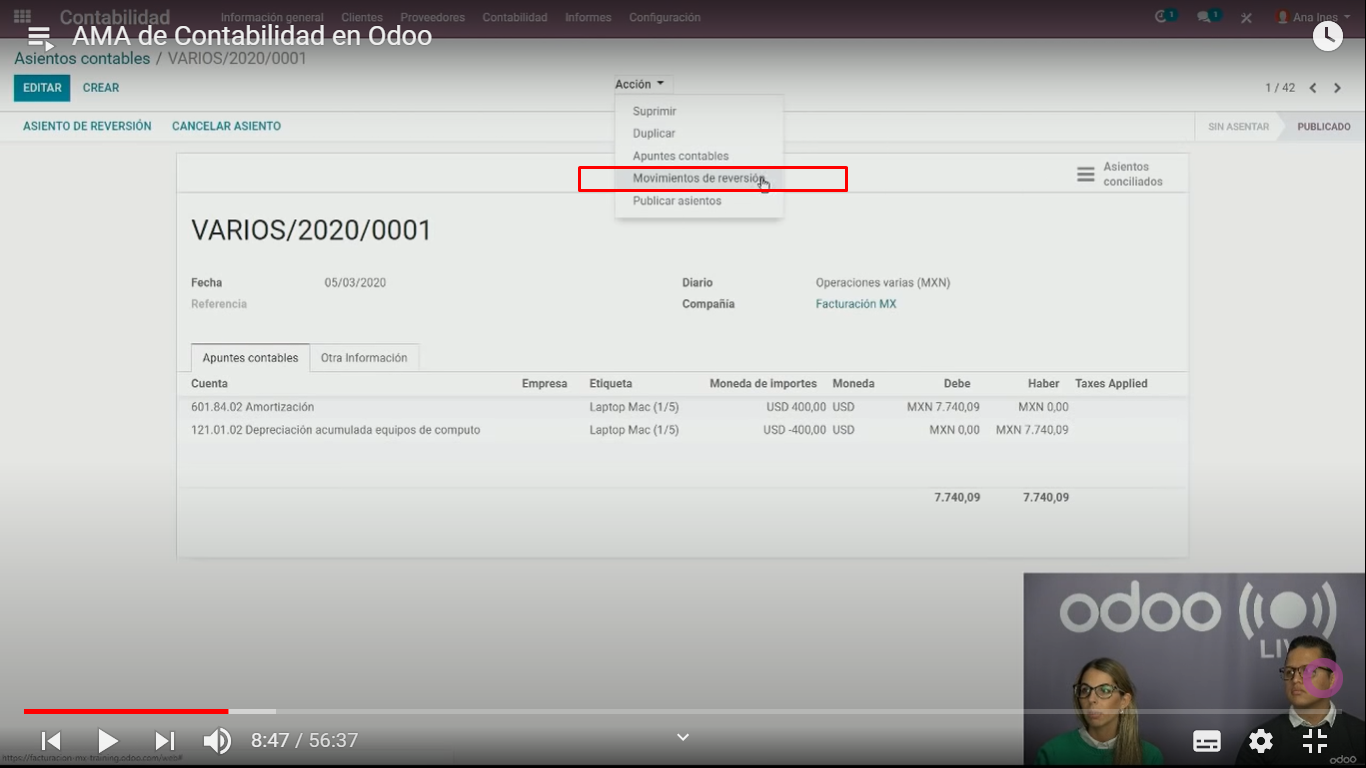 Contabilidad Información general Clientes Proveedores Contabilidad Informes Configuración 1 1 Ana Ines
AMA de Contabilidad en Odoo
Asientos contables / VARIOS/2020/0001
EDITAR CREAR Acción 1 / 42
Suprimir
ASIENTO DE REVERSIÓN CANCELAR ASIENTO SIN ASENTAR PUBLICADO
Duplicar
Apuntes contables
Movimientos de reversión
Publicar asientos
Asientos
conciliados
VARIOS/2020/0001
Fecha 05/03/2020 Diario Operaciones varias (MXN)
Referencia Compañía Facturación MX
Apuntes contables Otra Información
Cuenta Empresa Etiqueta Moneda de importes Moneda Debe Haber Taxes Applied
601.84.02 Amortización Laptop Mac (1/5) USD 400,00 USD MXN 7.740,09 MXN 0,00
121.01.02 Depreciación acumulada equipos de computo Laptop Mac (1/5) USD -400,00 USD MXN 0,00 MXN 7.740,09
7.740,09 7.740,09
odoo
LIV
8:47 / 56:37
https://facturacion-mx-training.odoo.com/web#
odoo